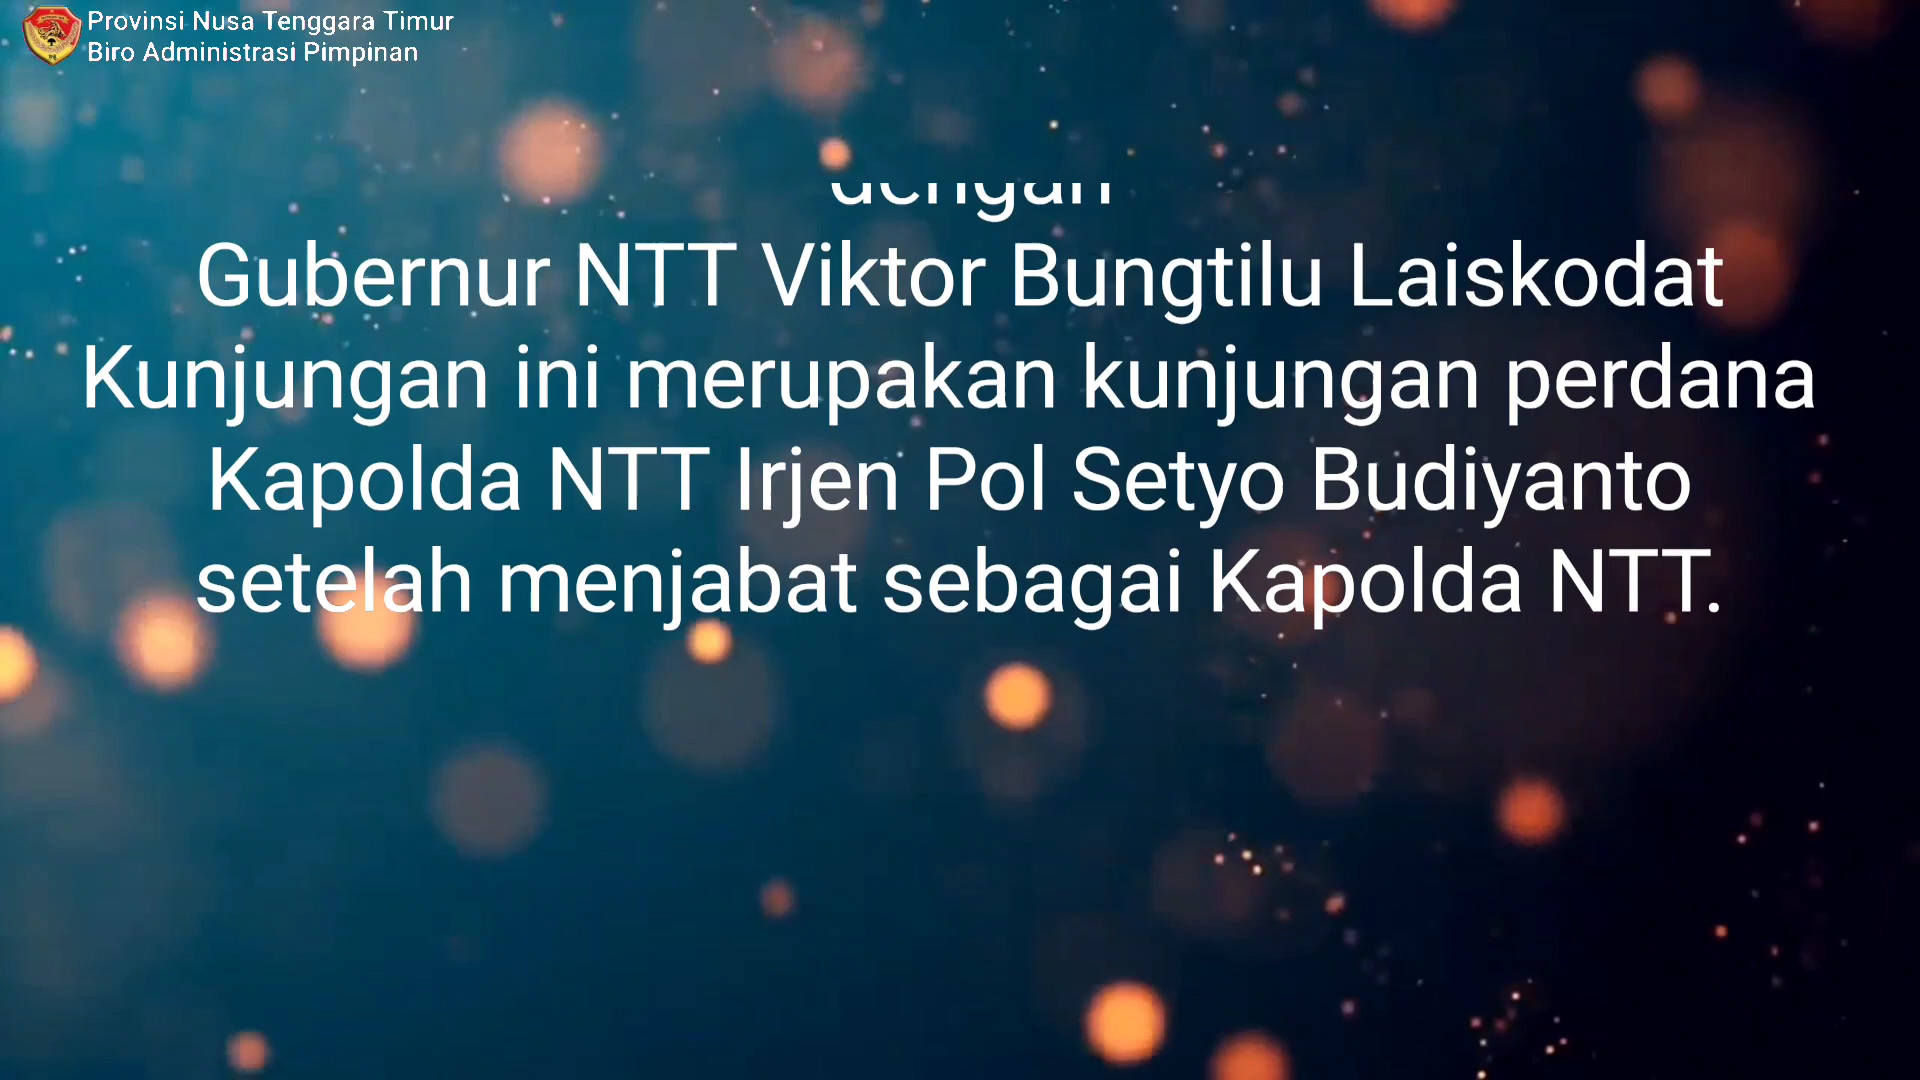 Provinsi Nusa Tenggara Timur
Biro Administrasi Pimpinan
dengan
Gubernur NTT Viktor Bungtilu Laiskodat
Kunjungan ini merupakan kunjungan perdana
Kapolda NTT Irjen Pol Setyo Budiyanto
setelah menjabat sebagai Kapolda NTT.